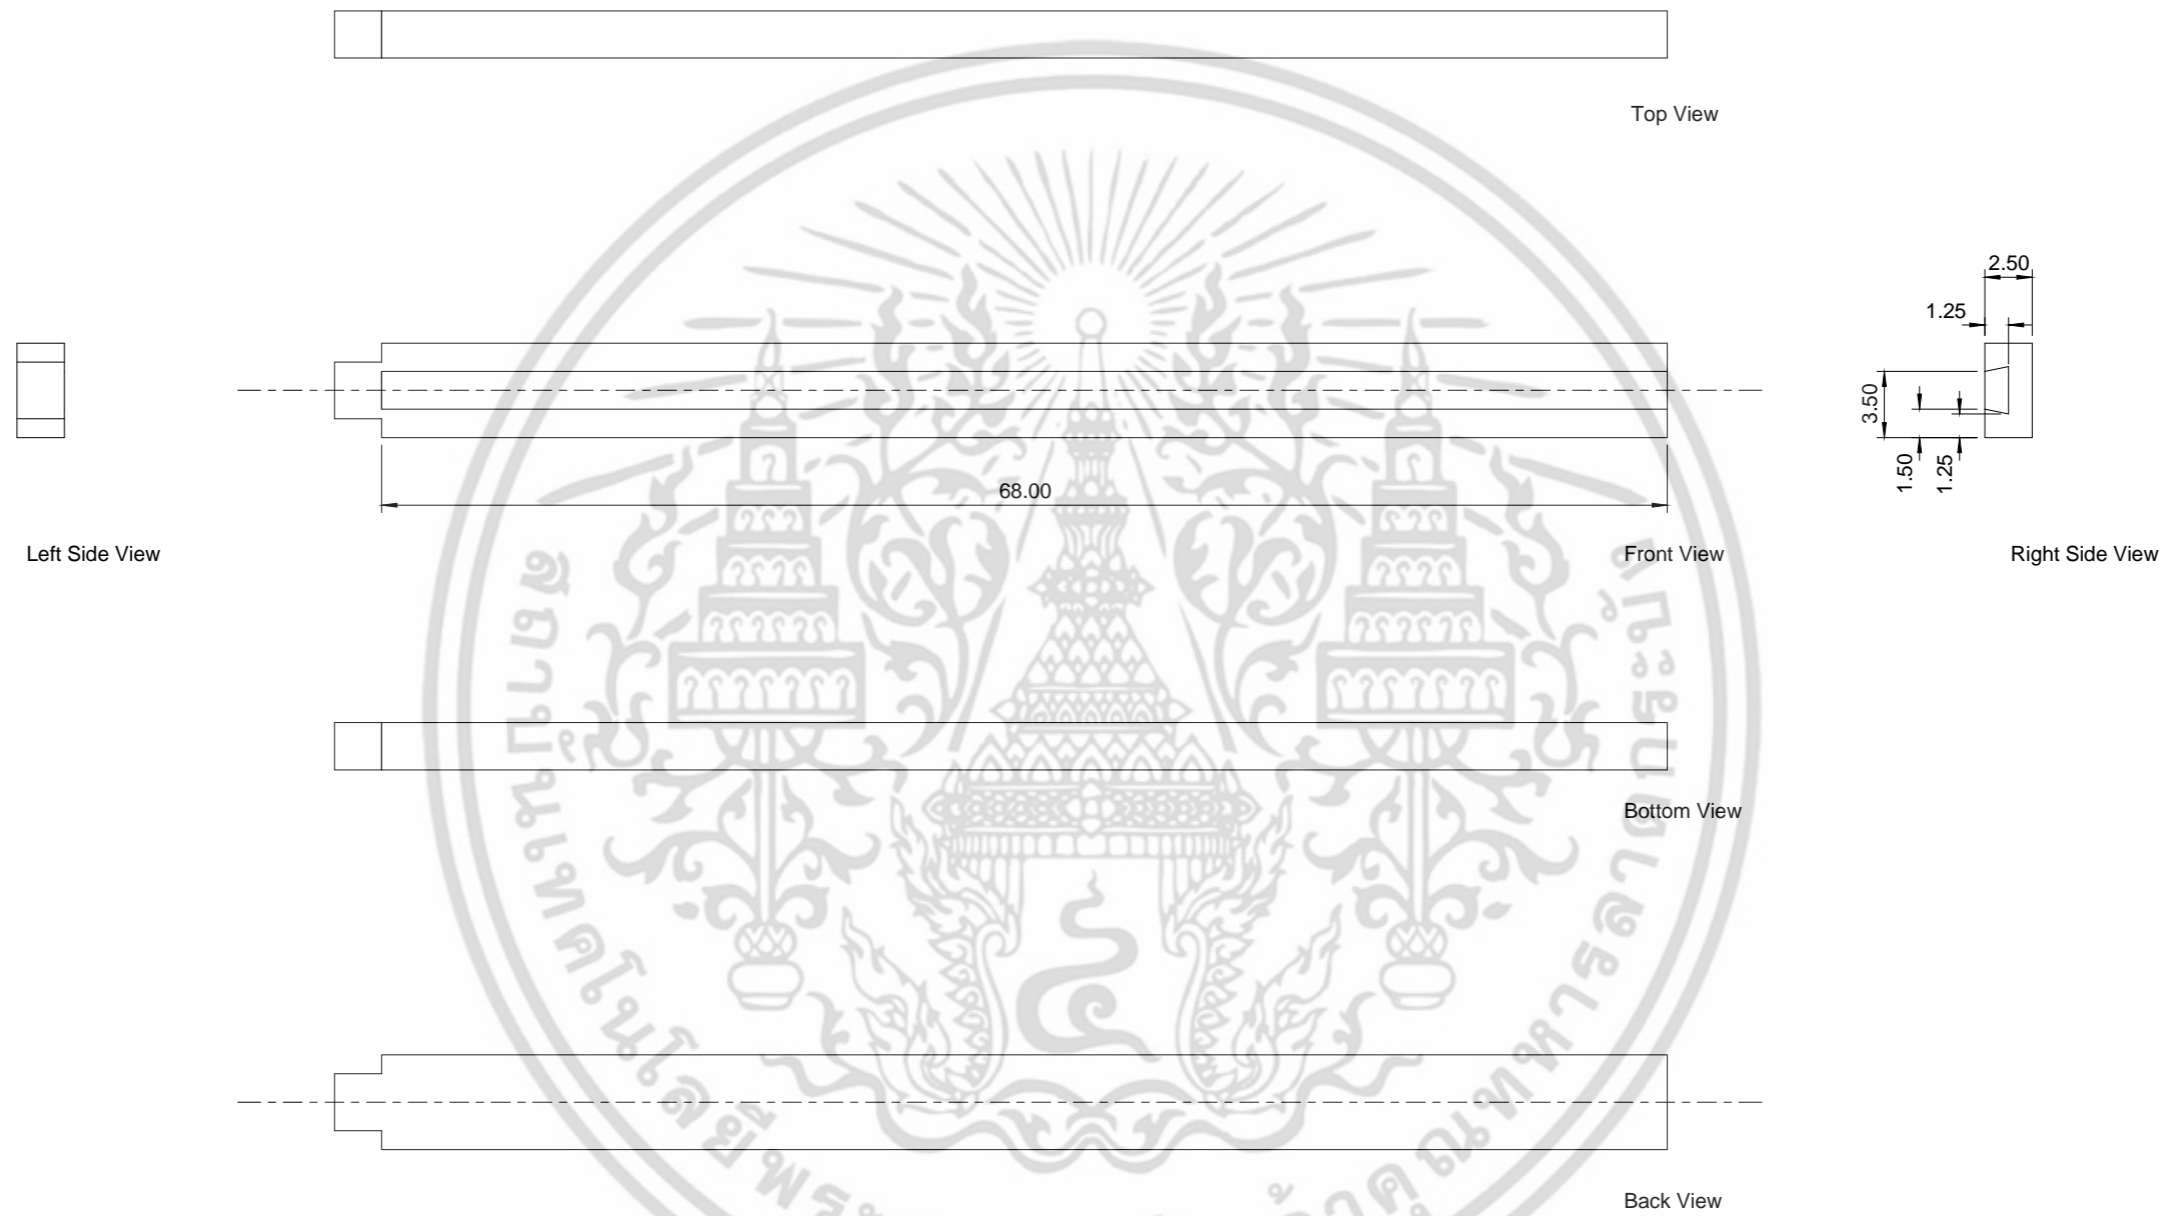 Top View
2.50
1.25
3.50
1.50
1.25
68.00
Left Side View
Front View
Right Side View
Bottom View
Back View